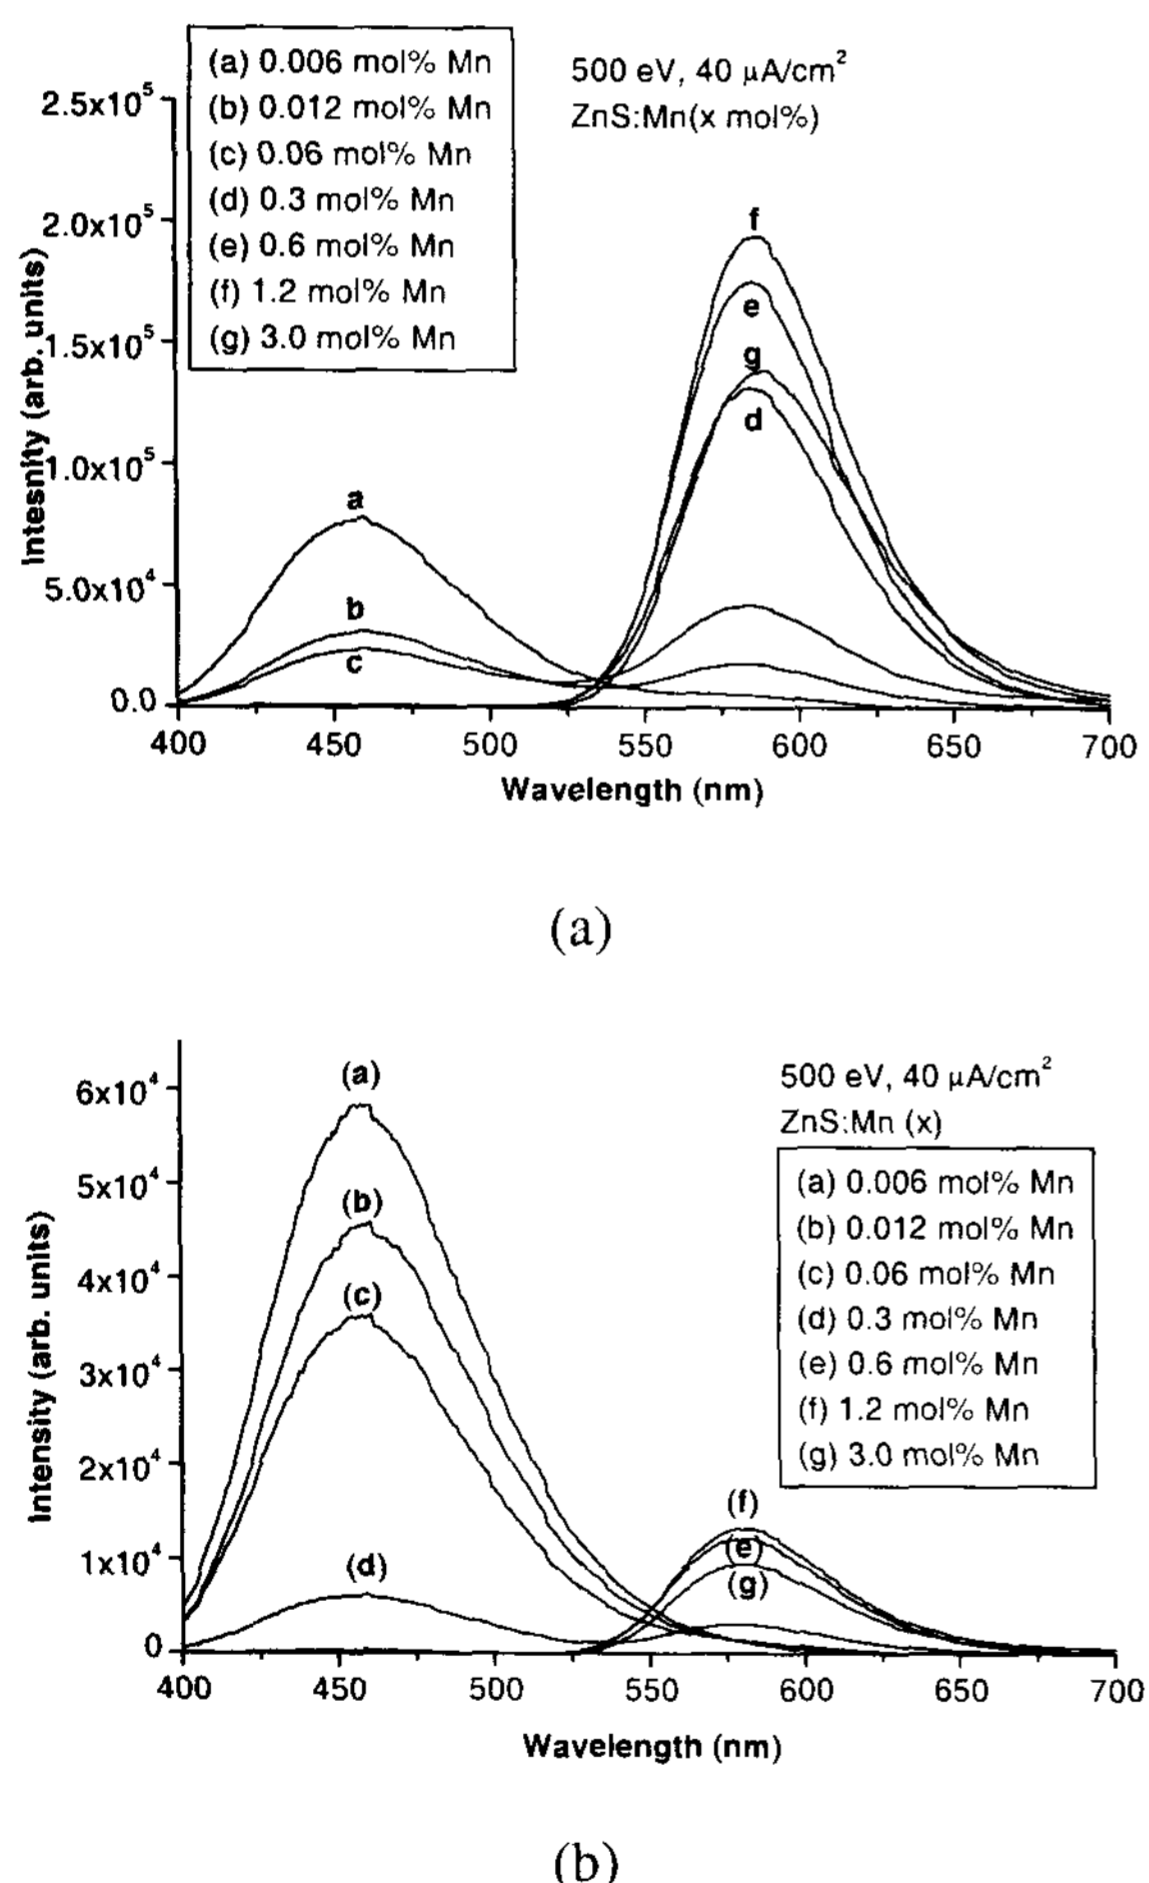 (a) 0.006 mol% Mn
(b) 0.012 mol% Mn
(c) 0.06 mol% Mn
(d) 0.3 mol% Mn
(e) 0.6 mol% Mn
(f) 1.2 mol% Mn
(g) 3.0 mol% Mn
500 eV, 40 μA/cm²
ZnS:Mn(x mol%)
2.5x10⁵
2.0x10⁵
1.5x10⁵
1.0x10⁵
5.0x10⁴
0.0
Intesnity (arb. units)
a
b
c
f
e
g
d
400 450 500 550 600 650 700
Wavelength (nm)
(a)
500 eV, 40 μA/cm²
ZnS:Mn (x)
(a) 0.006 mol% Mn
(b) 0.012 mol% Mn
(c) 0.06 mol% Mn
(d) 0.3 mol% Mn
(e) 0.6 mol% Mn
(f) 1.2 mol% Mn
(g) 3.0 mol% Mn
6x10⁴
5x10⁴
4x10⁴
3x10⁴
2x10⁴
1x10⁴
0
Intensity (arb. units)
(a)
(b)
(c)
(d)
(f)
(e)
(g)
400 450 500 550 600 650 700
Wavelength (nm)
(b)